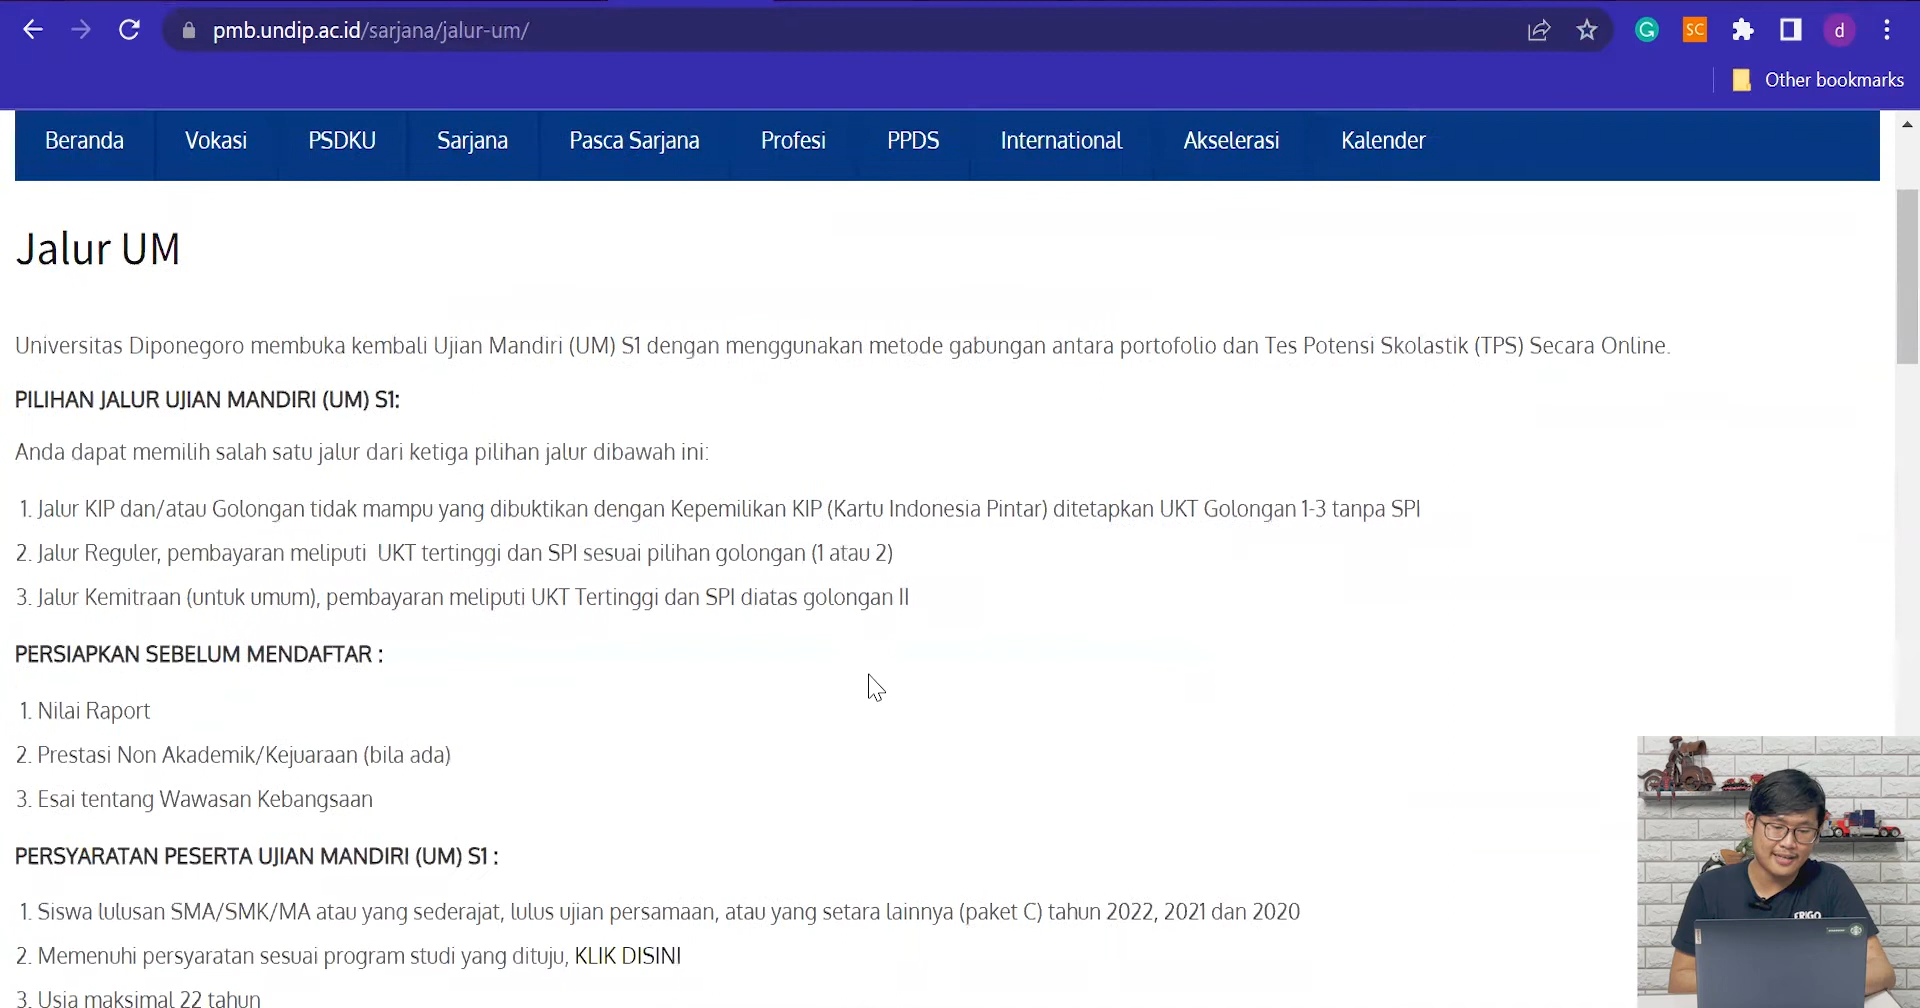 pmb.undip.ac.id/sarjana/jalur-um/
G
SC
d
Other bookmarks
Beranda Vokasi PSDKU Sarjana Pasca Sarjana Profesi PPDS International Akselerasi Kalender
Jalur UM
Universitas Diponegoro membuka kembali Ujian Mandiri (UM) S1 dengan menggunakan metode gabungan antara portofolio dan Tes Potensi Skolastik (TPS) Secara Online.
PILIHAN JALUR UJIAN MANDIRI (UM) S1:
Anda dapat memilih salah satu jalur dari ketiga pilihan jalur dibawah ini:
1. Jalur KIP dan/atau Golongan tidak mampu yang dibuktikan dengan Kepemilikan KIP (Kartu Indonesia Pintar) ditetapkan UKT Golongan 1-3 tanpa SPI
2. Jalur Reguler, pembayaran meliputi UKT tertinggi dan SPI sesuai pilihan golongan (1 atau 2)
3. Jalur Kemitraan (untuk umum), pembayaran meliputi UKT Tertinggi dan SPI diatas golongan II
PERSIAPKAN SEBELUM MENDAFTAR :
1. Nilai Raport
2. Prestasi Non Akademik/Kejuaraan (bila ada)
3. Esai tentang Wawasan Kebangsaan
PERSYARATAN PESERTA UJIAN MANDIRI (UM) S1 :
1. Siswa lulusan SMA/SMK/MA atau yang sederajat, lulus ujian persamaan, atau yang setara lainnya (paket C) tahun 2022, 2021 dan 2020
2. Memenuhi persyaratan sesuai program studi yang dituju, KLIK DISINI
3. Usia maksimal 22 tahun